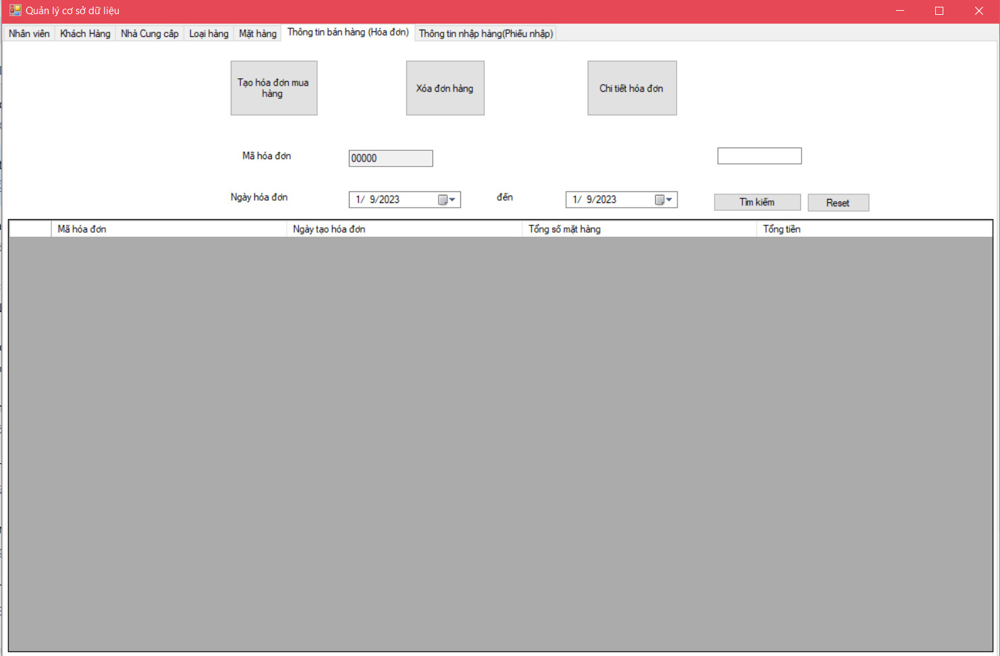 Quản lý cơ sở dữ liệu
Nhân viên Khách Hàng Nhà Cung cấp Loại hàng Mặt hàng Thông tin bán hàng (Hóa đơn) Thông tin nhập hàng(Phiếu nhập)
Tạo hóa đơn mua
hàng
Xóa đơn hàng
Chi tiết hóa đơn
Mã hóa đơn 00000
Ngày hóa đơn 1/ 9/2023 đến 1/ 9/2023 Tìm kiếm Reset
Mã hóa đơn Ngày tạo hóa đơn Tổng số mặt hàng Tổng tiền